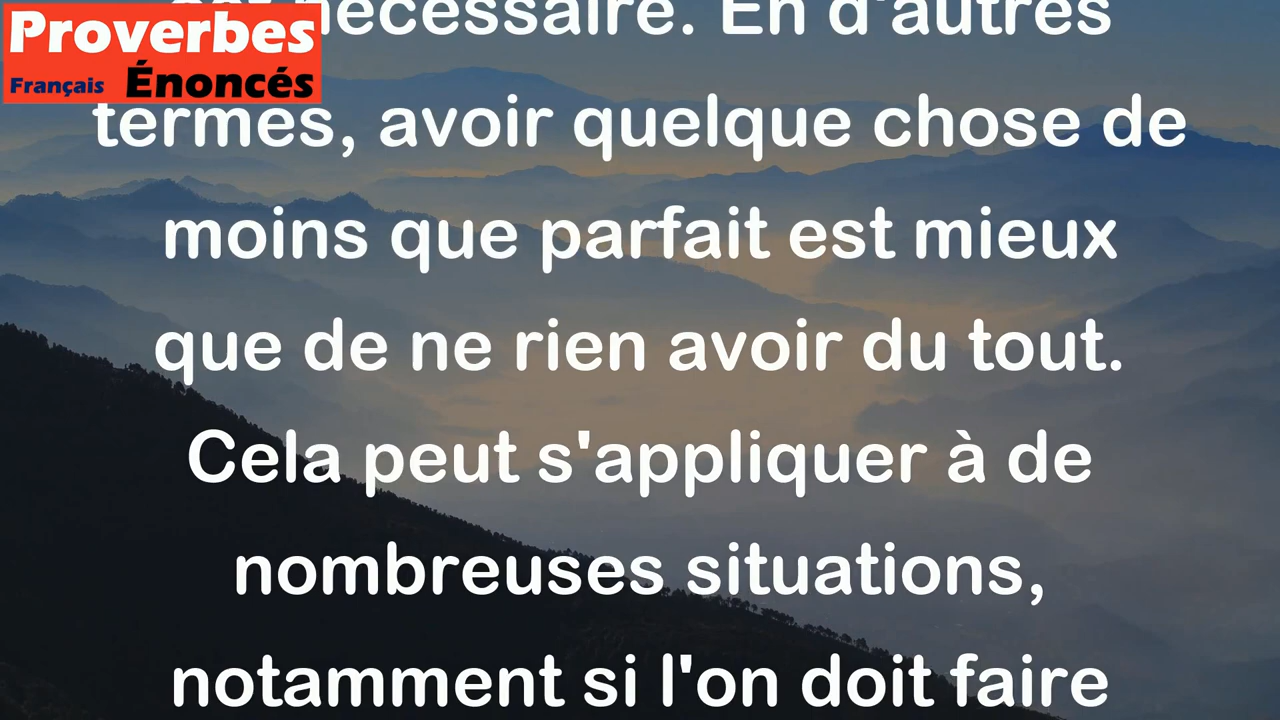 Proverbes
Français Énoncés
nécessaire. En d'autres
termes, avoir quelque chose de
moins que parfait est mieux
que de ne rien avoir du tout.
Cela peut s'appliquer à de
nombreuses situations,
notamment si l'on doit faire